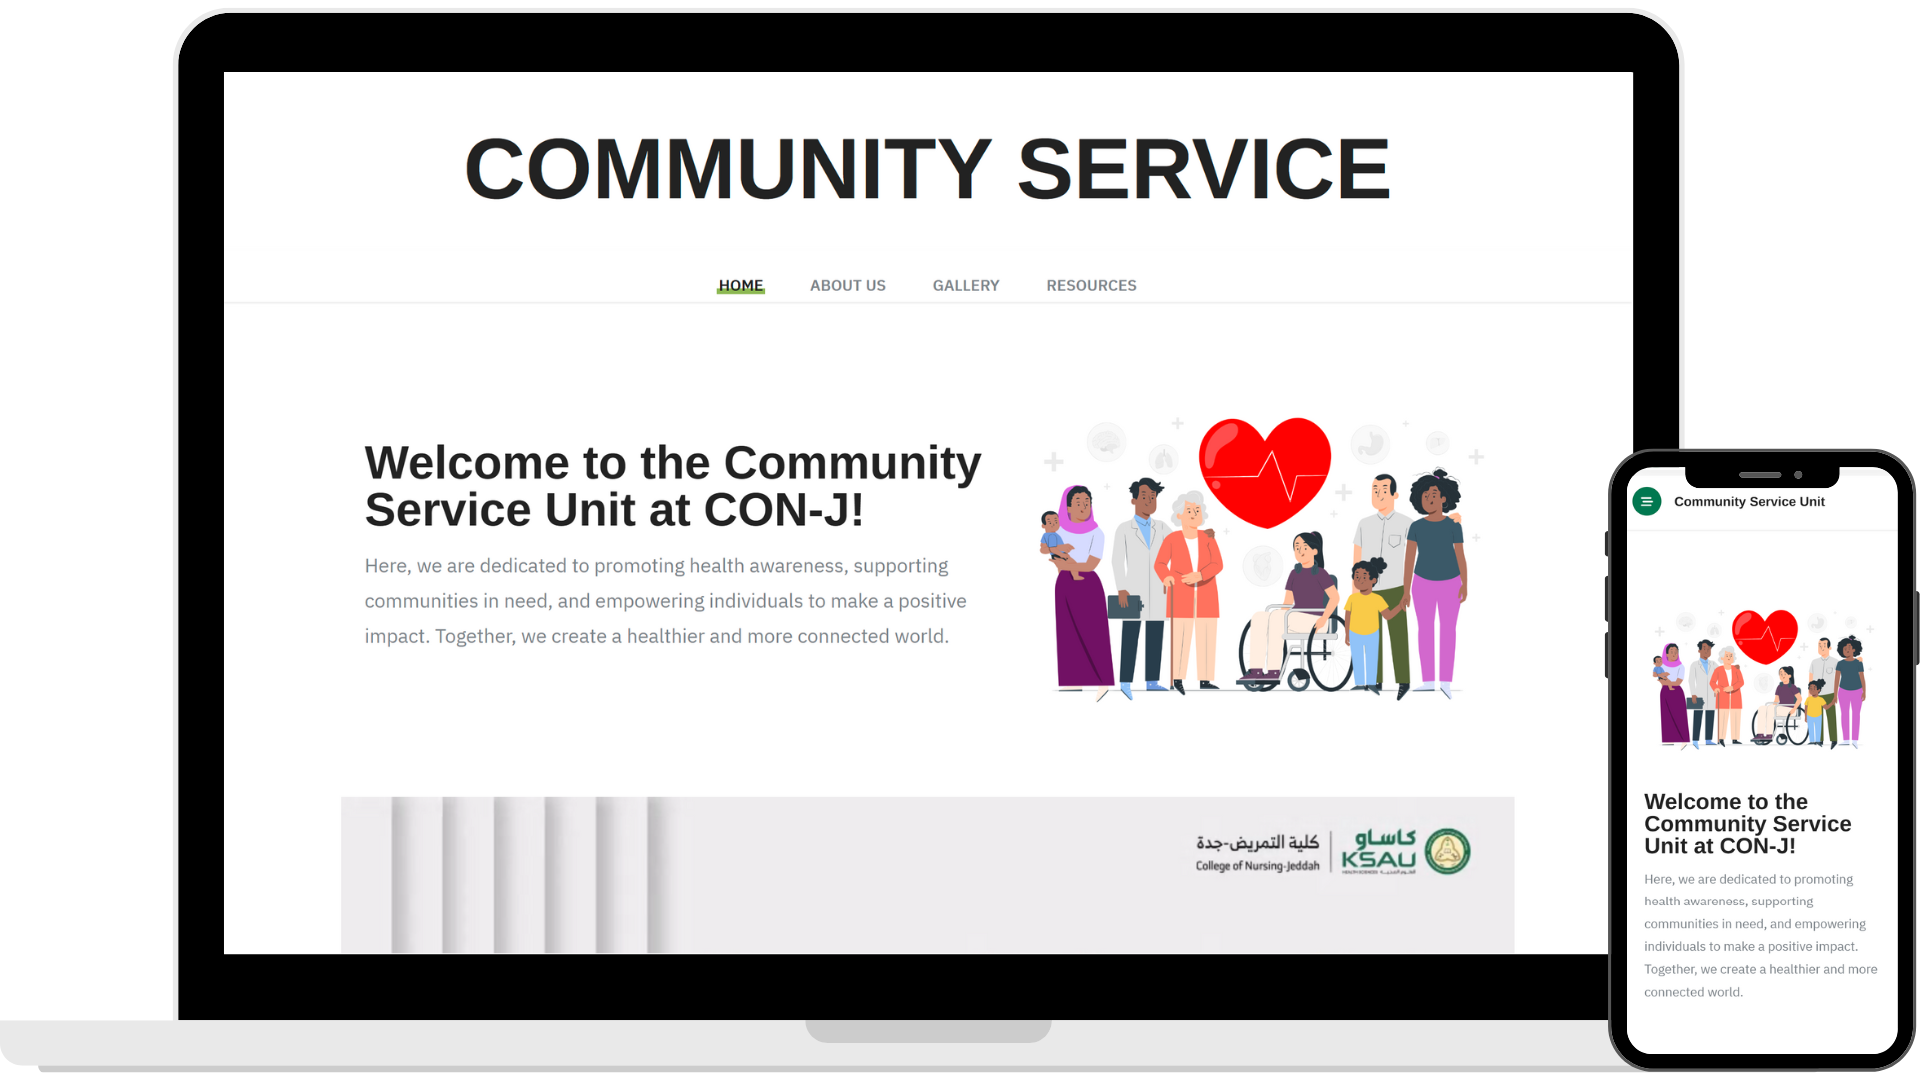 COMMUNITY SERVICE
HOME ABOUT US GALLERY RESOURCES
Welcome to the Community
Service Unit at CON-J!
Here, we are dedicated to promoting health awareness, supporting
communities in need, and empowering individuals to make a positive
impact. Together, we create a healthier and more connected world.
كلية التمريض-جدة
College of Nursing-Jeddah
كاساو
KSAU
Community Service Unit
Welcome to the
Community Service
Unit at CON-J!
Here, we are dedicated to promoting
health awareness, supporting
communities in need, and empowering
individuals to make a positive impact.
Together, we create a healthier and more
connected world.